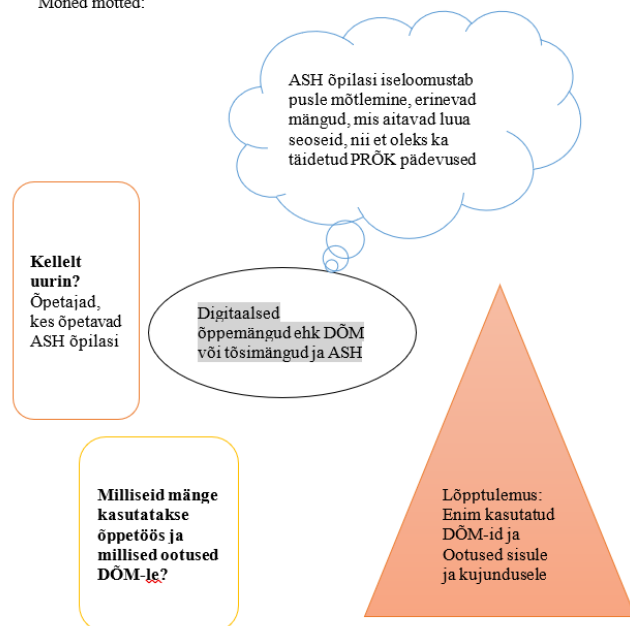 Mõned mõtted:
ASH õpilasi iseloomustab
pusle mõtlemine, erinevad
mängud, mis aitavad luua
seoseid, nii et oleks ka
täidetud PRÕK pädevused
Kellelt
uurin?
Õpetajad,
kes õpetavad
ASH õpilasi
Digitaalsed
õppemängud ehk DÕM
või tõsimängud ja ASH
Milliseid mänge
kasutatakse
õppetöös ja
millised ootused
DÕM-le?
Lõpptulemus:
Enim kasutatud
DÕM-id ja
Ootused sisule
ja kujundusele